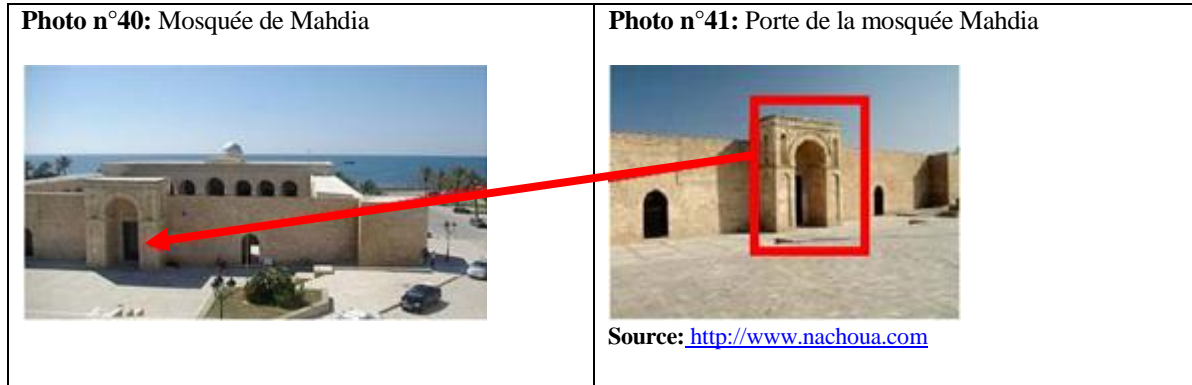 Photo n°40: Mosquée de Mahdia
Photo n°41: Porte de la mosquée Mahdia
Source: http://www.nachoua.com